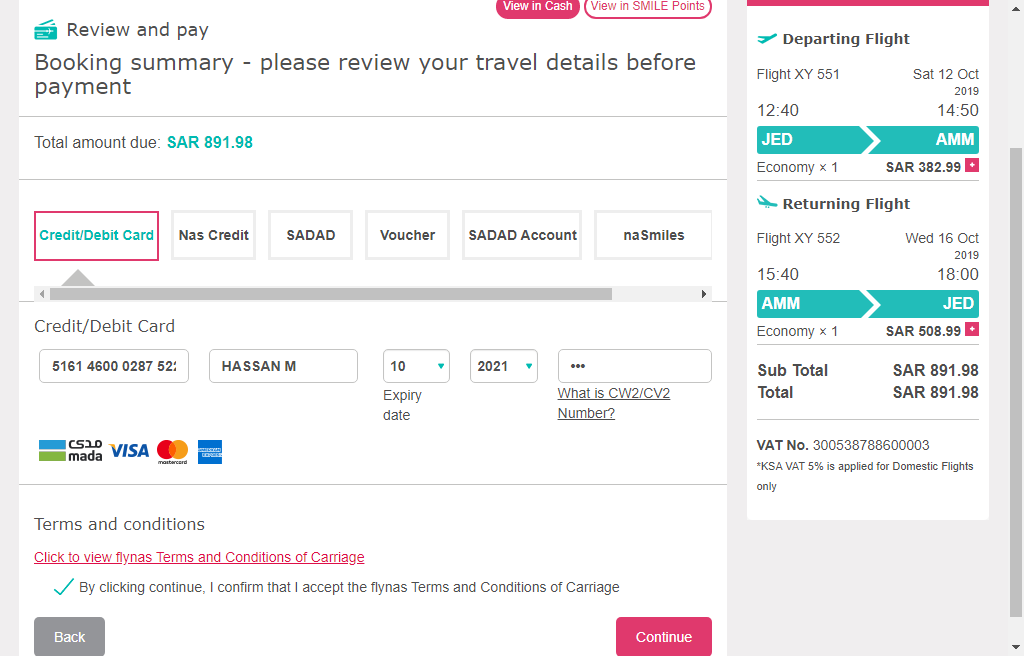 View in Cash
View in SMILE Points
Review and pay
Booking summary - please review your travel details before
payment
Total amount due: SAR 891.98
Credit/Debit Card
Nas Credit
SADAD
Voucher
SADAD Account
naSmiles
Credit/Debit Card
5161 4600 0287 522
HASSAN M
10
2021
•••
Expiry
date
What is CW2/CV2
Number?
مدى
mada
VISA
mastercard
AMERICAN
EXPRESS
Terms and conditions
Click to view flynas Terms and Conditions of Carriage
By clicking continue, I confirm that I accept the flynas Terms and Conditions of Carriage
Back
Continue
Departing Flight
Flight XY 551
Sat 12 Oct
2019
12:40
14:50
JED
AMM
Economy × 1
SAR 382.99 +
Returning Flight
Flight XY 552
Wed 16 Oct
2019
15:40
18:00
AMM
JED
Economy × 1
SAR 508.99 +
Sub Total
SAR 891.98
Total
SAR 891.98
VAT No. 300538788600003
*KSA VAT 5% is applied for Domestic Flights
only